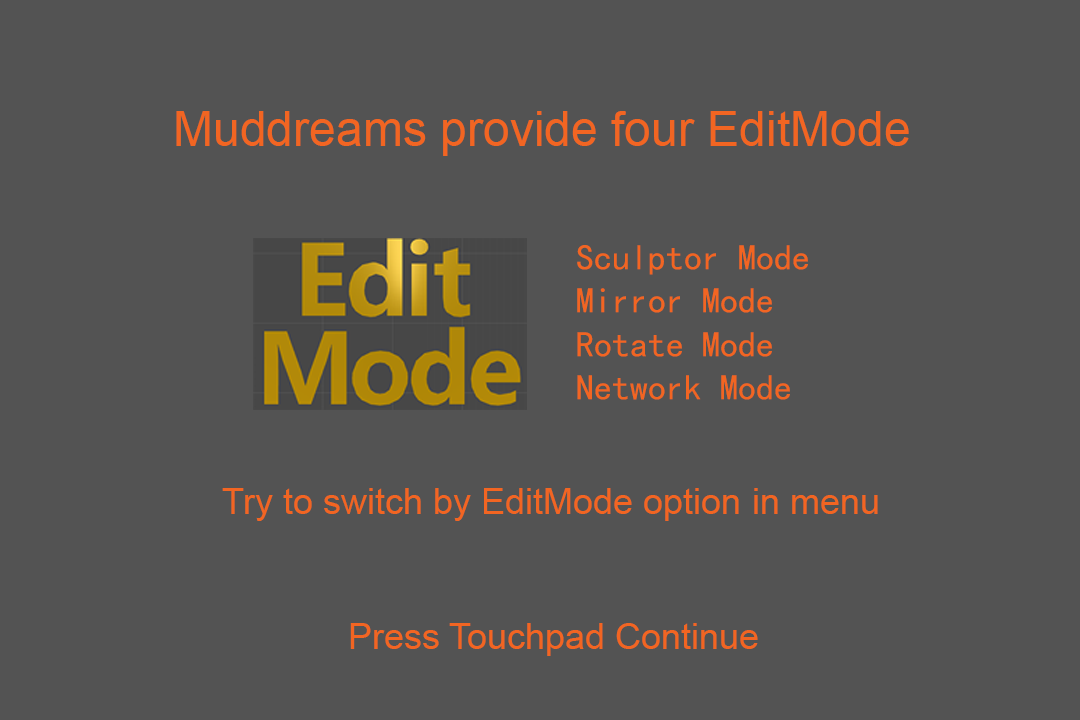 Muddreams provide four EditMode
Edit
Mode
Sculptor Mode
Mirror Mode
Rotate Mode
Network Mode
Try to switch by EditMode option in menu
Press Touchpad Continue